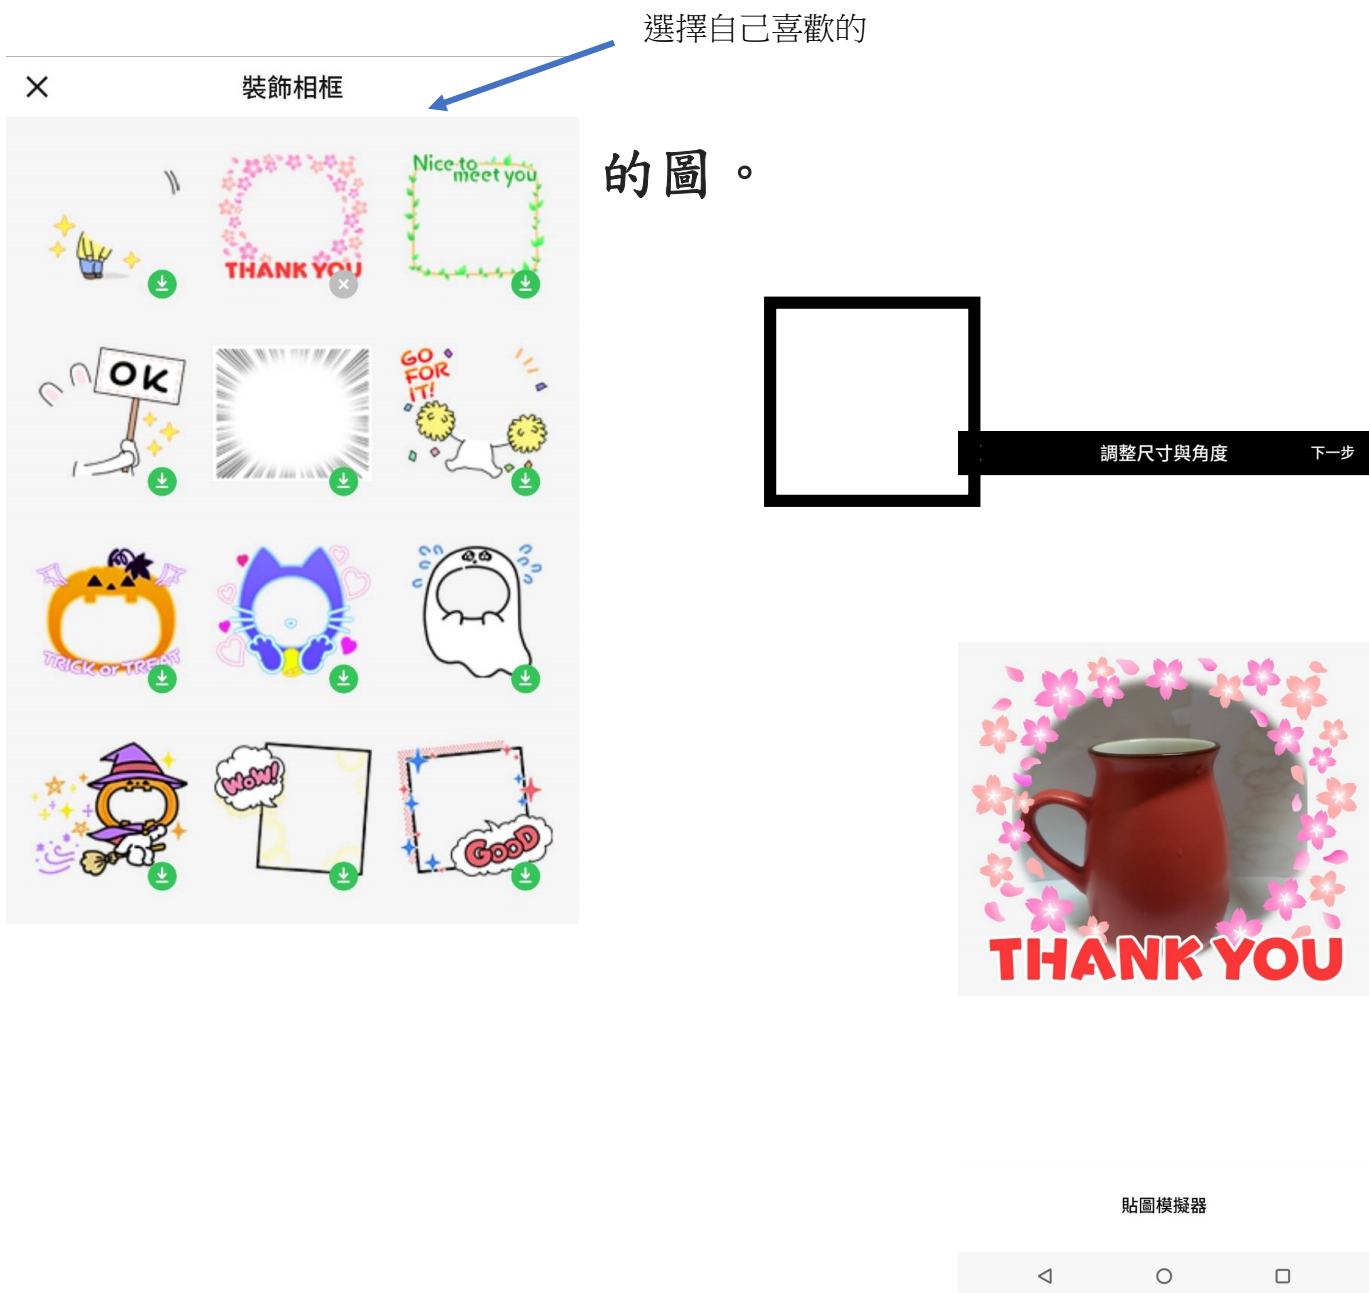 選擇自己喜歡的
裝飾相框
的圖。
Nice to
meet you
THANK YOU
OK
GO
FOR
IT!
TRICK or TREAT
WoW!
GOOD
調整尺寸與角度
下一步
THANK YOU
貼圖模擬器